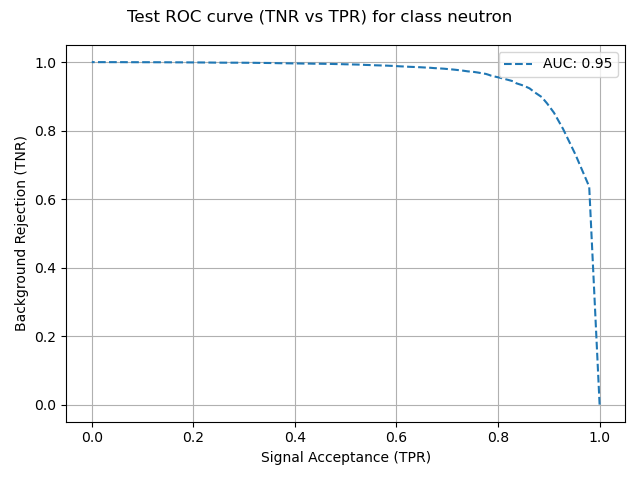 Test ROC curve (TNR vs TPR) for class neutron
AUC: 0.95
Background Rejection (TNR)
1.0
0.8
0.6
0.4
0.2
0.0
0.0 0.2 0.4 0.6 0.8 1.0
Signal Acceptance (TPR)